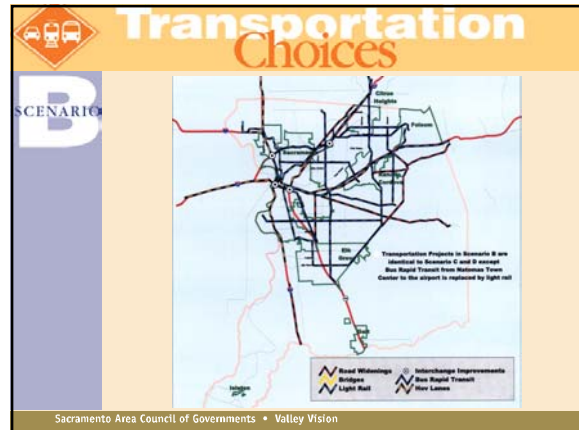 Transportation
Choices
SCENARIO
B
Citrus
Heights
Folsom
Sacramento
Elk
Grove
Transportation Projects in Scenario B are
identical to Scenario C and D except
Bus Rapid Transit from Natomas Town
Center to the airport is replaced by light rail
Galt
Isleton
Road Widenings
Interchange Improvements
Bridges
Bus Rapid Transit
Light Rail
Hov Lanes
Sacramento Area Council of Governments • Valley Vision